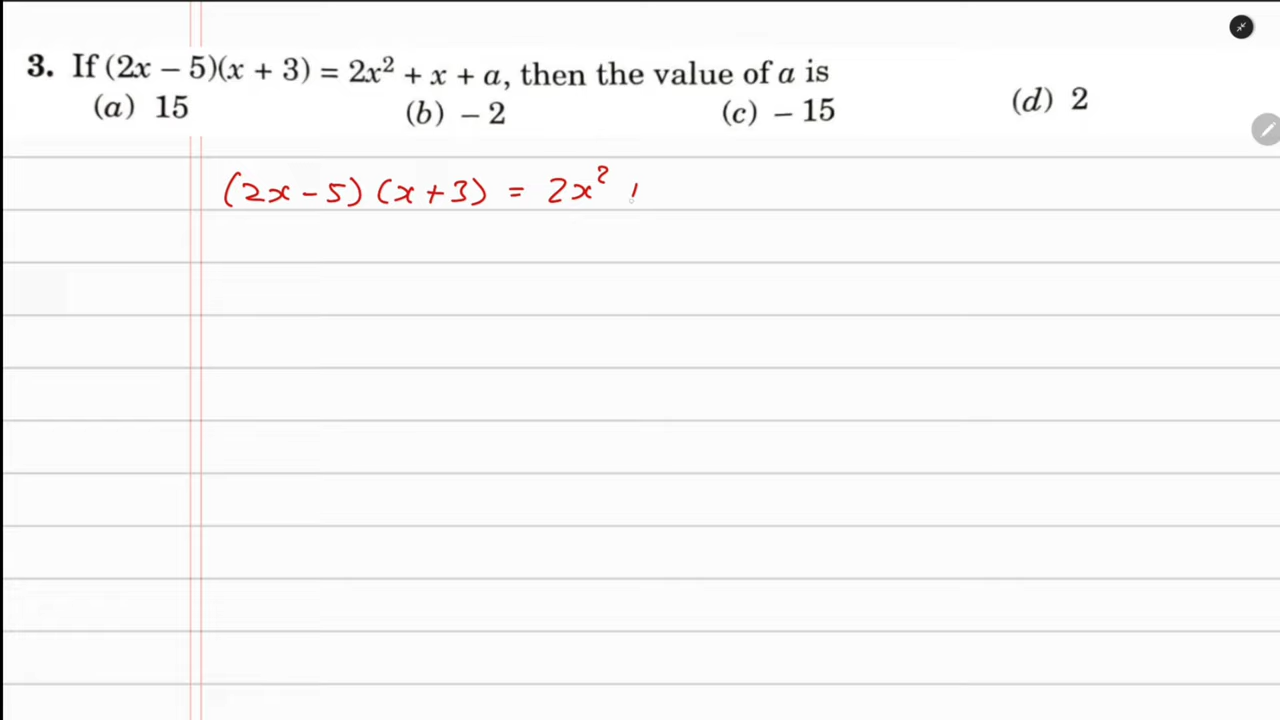 3. If (2x – 5)(x + 3) = 2x² + x + a, then the value of a is
(a) 15 (b) – 2 (c) – 15 (d) 2
(2x - 5) (x + 3) = 2x²